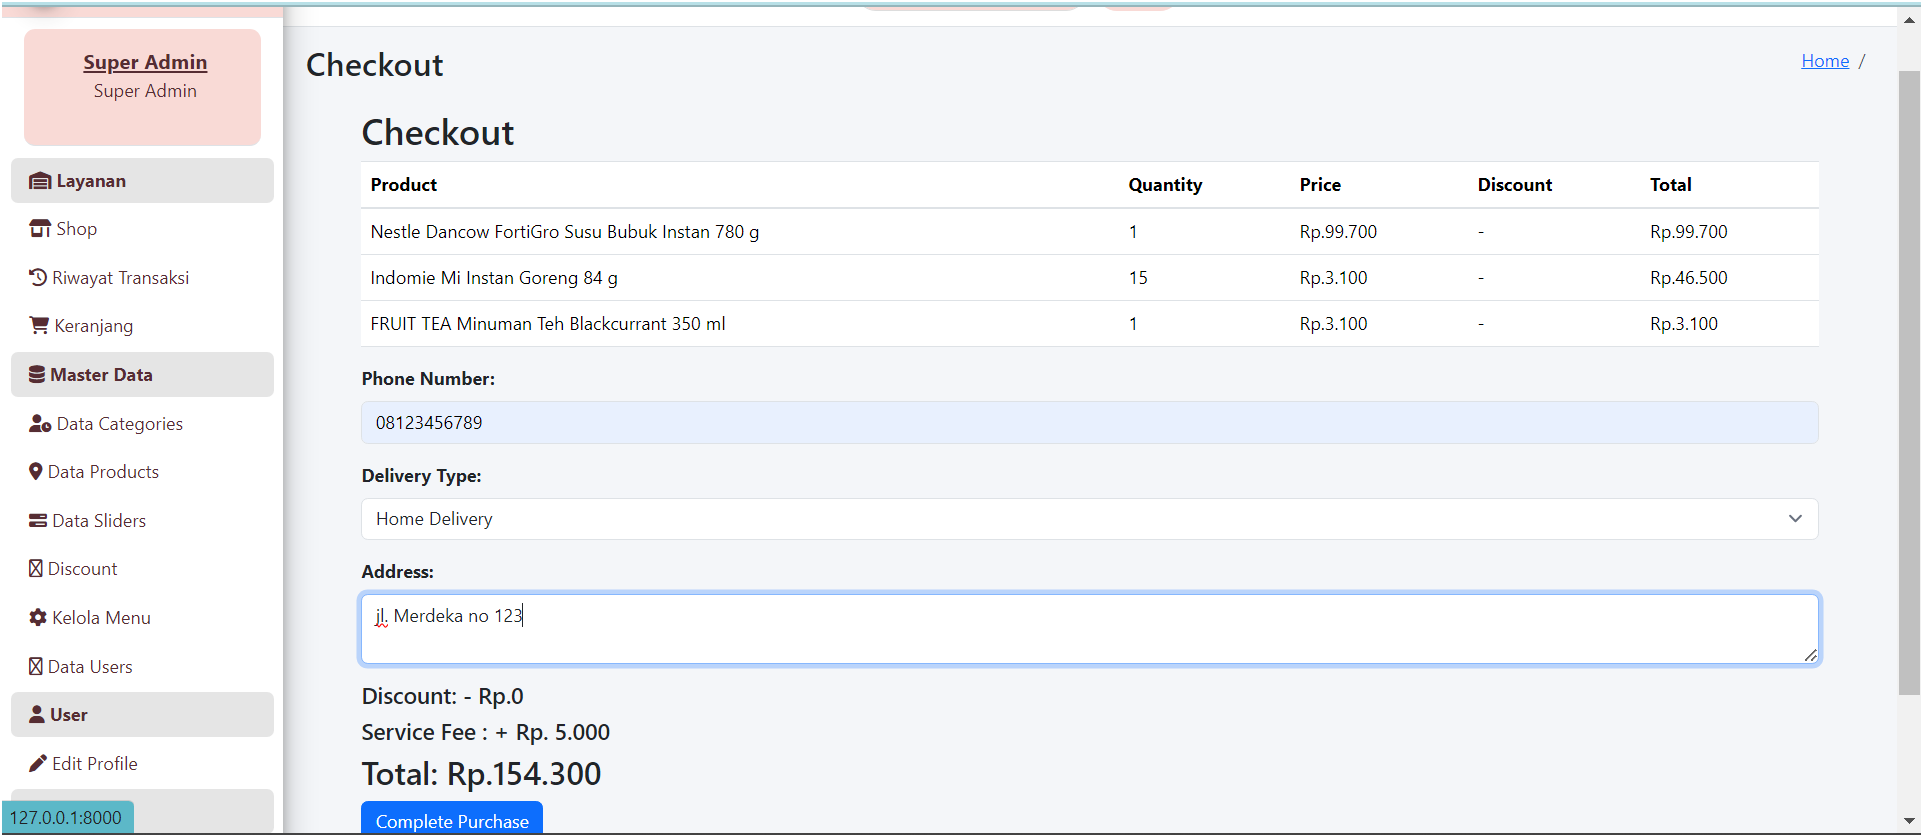 Super Admin
Super Admin
Layanan
Shop
Riwayat Transaksi
Keranjang
Master Data
Data Categories
Data Products
Data Sliders
Discount
Kelola Menu
Data Users
User
Edit Profile
127.0.0.1:8000
Checkout
Home /
Checkout
Product Quantity Price Discount Total
Nestle Dancow FortiGro Susu Bubuk Instan 780 g 1 Rp.99.700 - Rp.99.700
Indomie Mi Instan Goreng 84 g 15 Rp.3.100 - Rp.46.500
FRUIT TEA Minuman Teh Blackcurrant 350 ml 1 Rp.3.100 - Rp.3.100
Phone Number:
08123456789
Delivery Type:
Home Delivery
Address:
jl. Merdeka no 123
Discount: - Rp.0
Service Fee : + Rp. 5.000
Total: Rp.154.300
Complete Purchase